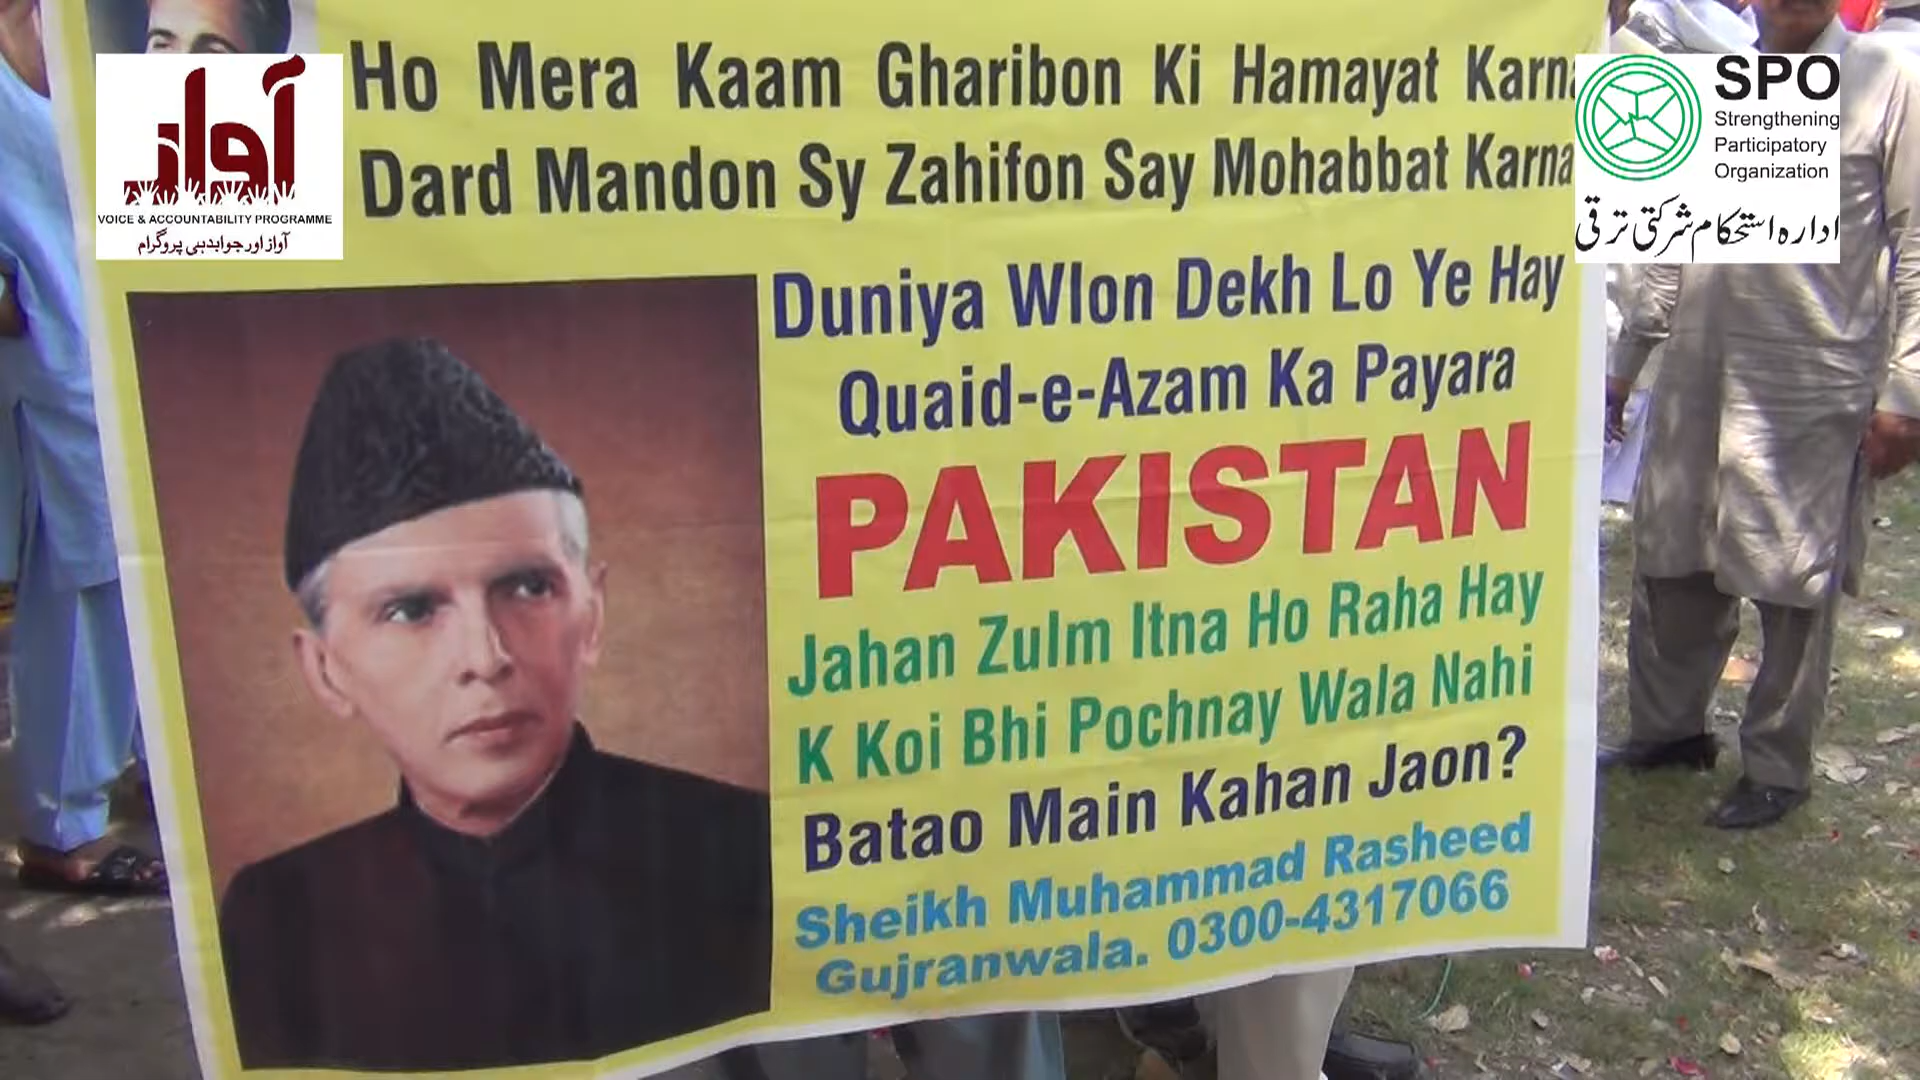 آواز
VOICE & ACCOUNTABILITY PROGRAMME
آواز اور جوابدہی پروگرام
SPO
Strengthening
Participatory
Organization
ادارہ استحکام شرکتی ترقی
Ho Mera Kaam Gharibon Ki Hamayat Karna
Dard Mandon Sy Zahifon Say Mohabbat Karna
Duniya Wlon Dekh Lo Ye Hay
Quaid-e-Azam Ka Payara
PAKISTAN
Jahan Zulm Itna Ho Raha Hay
K Koi Bhi Pochnay Wala Nahi
Batao Main Kahan Jaon?
Sheikh Muhammad Rasheed
Gujranwala. 0300-4317066